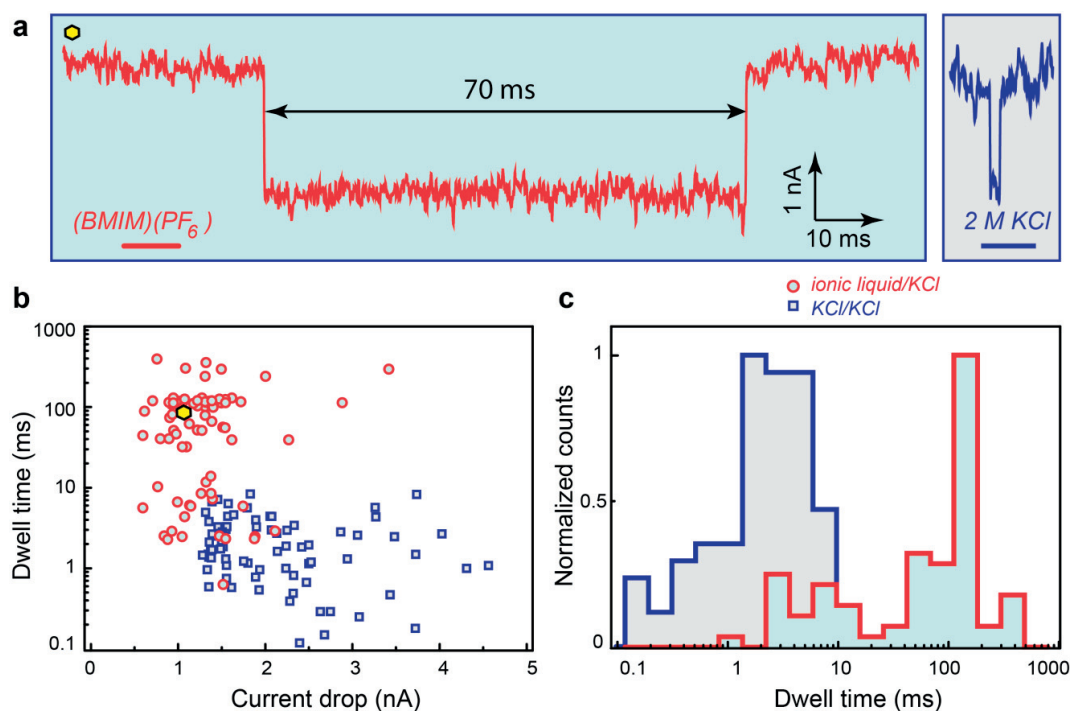 a
70 ms
(BMIM)(PF6)
1 nA
10 ms
2 M KCl
b
ionic liquid/KCl
KCl/KCl
c
Dwell time (ms)
1000
100
10
1
0.1
0 1 2 3 4 5
Current drop (nA)
Normalized counts
1
0.5
0
0.1 1 10 100 1000
Dwell time (ms)